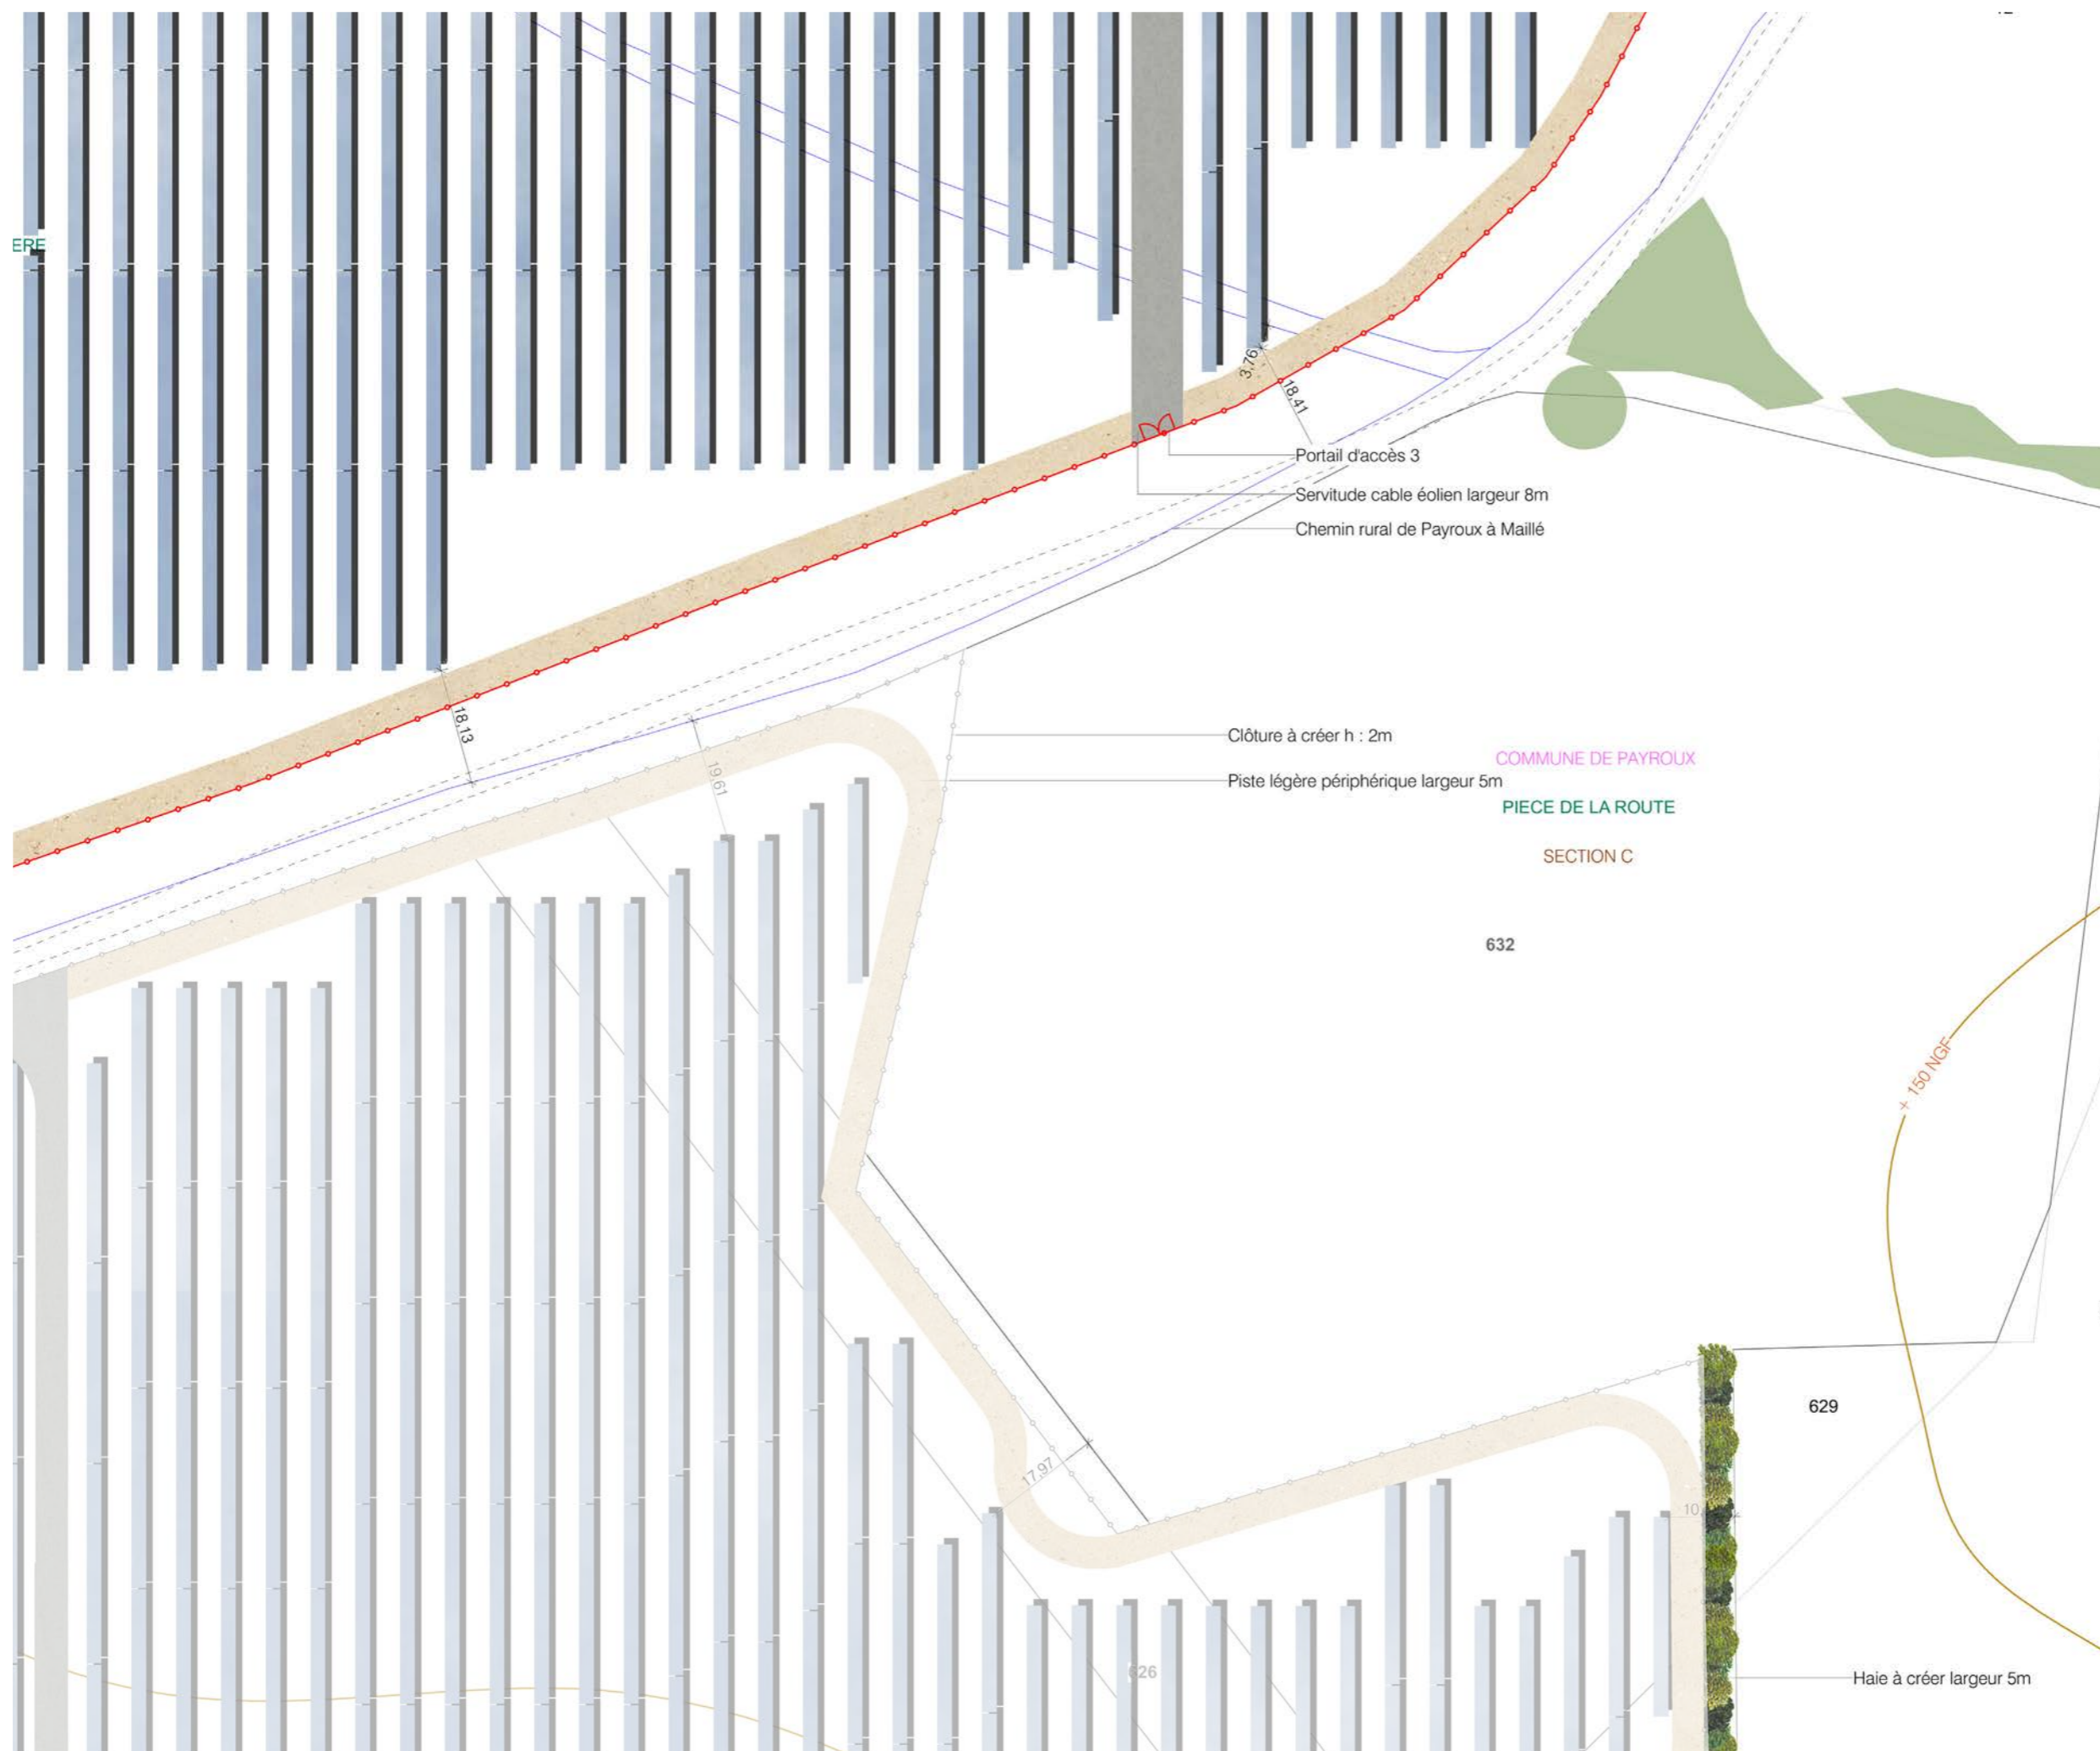 ERE
3,76
18,41
Portail d'accès 3
Servitude cable éolien largeur 8m
Chemin rural de Payroux à Maillé
18,13
19,61
Clôture à créer h : 2m
Piste légère périphérique largeur 5m
COMMUNE DE PAYROUX
PIECE DE LA ROUTE
SECTION C
632
+ 150 NGF
629
17,97
10
626
Haie à créer largeur 5m